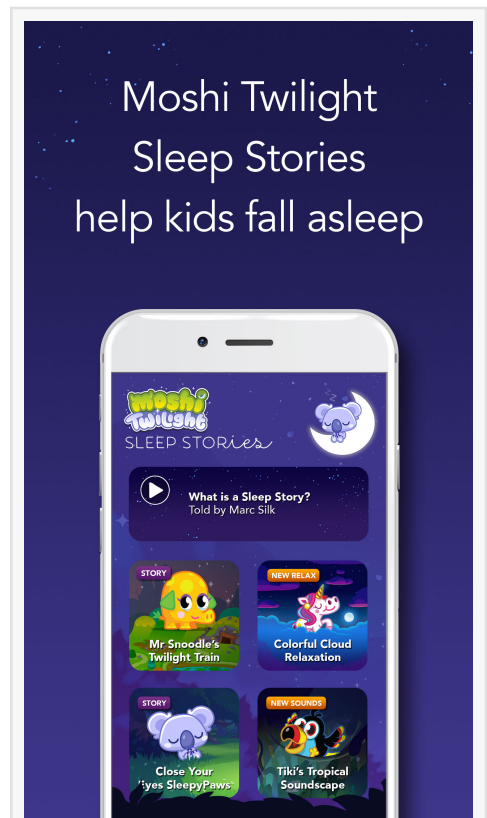 Moshi Twilight
Sleep Stories
help kids fall asleep
Moshi
Twilight
SLEEP STORies
What is a Sleep Story?
Told by Marc Silk
STORY
Mr Snoodle's
Twilight Train
NEW RELAX
Colorful Cloud
Relaxation
STORY
Close Your
Eyes SleepyPaws
NEW SOUNDS
Tiki's Tropical
Soundscape